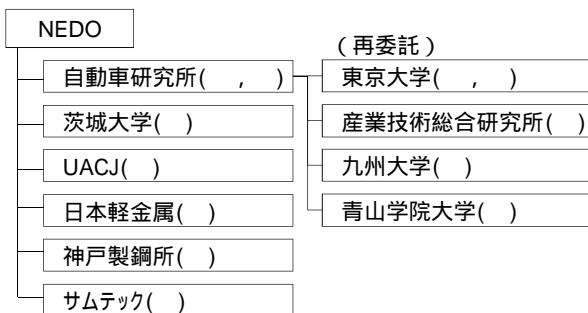 NEDO
(再委託)
自動車研究所( , )
東京大学( , )
茨城大学( )
産業技術総合研究所( )
UACJ( )
九州大学( )
日本軽金属( )
青山学院大学( )
神戸製鋼所( )
サムテック( )